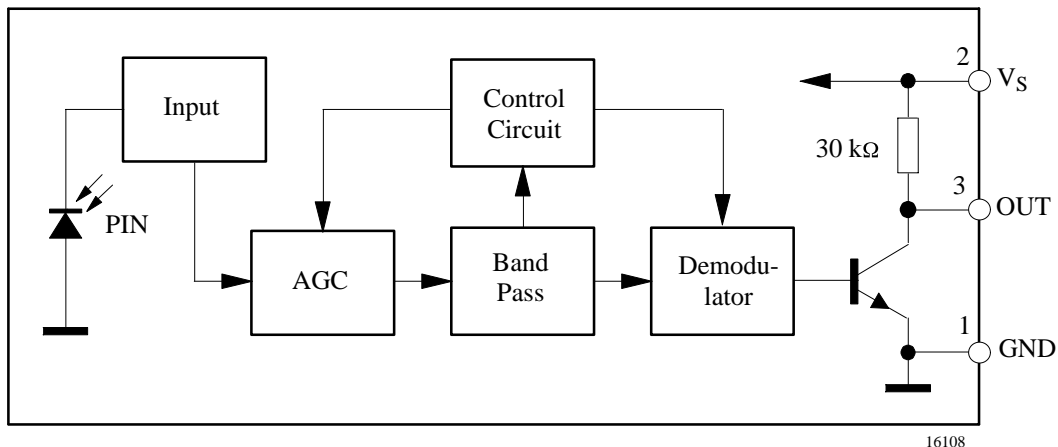 Input
Control
Circuit
2
V_S
30 kΩ
3
OUT
PIN
AGC
Band
Pass
Demodu-
lator
1
GND
16108